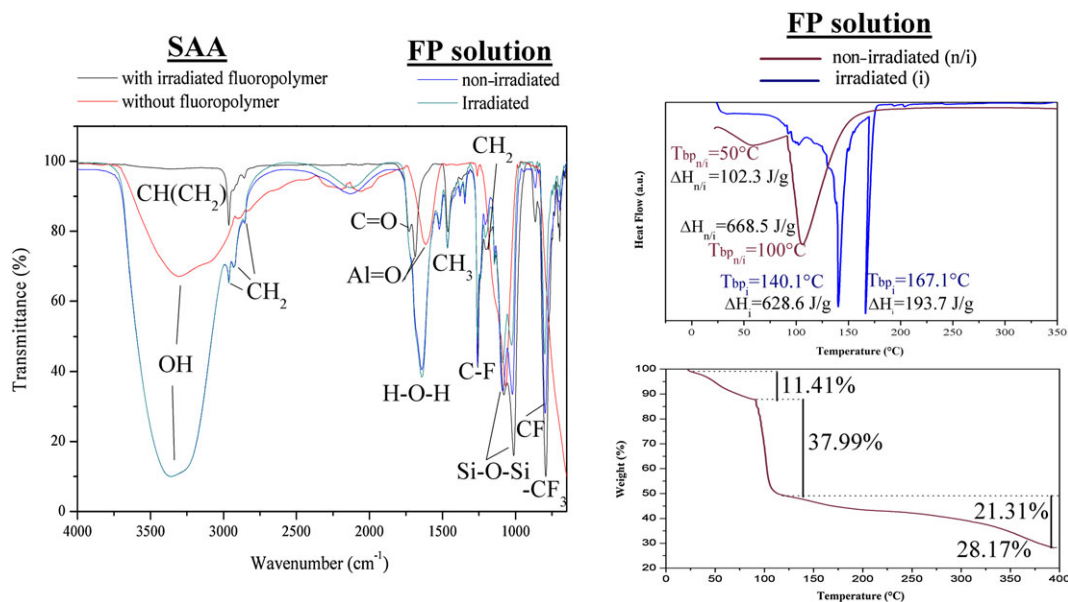 SAA
with irradiated fluoropolymer
without fluoropolymer
FP solution
non-irradiated
Irradiated
Transmittance (%)
100
80
60
40
20
0
4000
3500
3000
2500
2000
1500
1000
Wavenumber (cm-1)
CH(CH2)
CH2
OH
C=O
Al=O
CH3
CH2
H-O-H
C-F
Si-O-Si
CF
-CF3
FP solution
non-irradiated (n/i)
irradiated (i)
Heat Flow (a.u.)
Tbpn/i=50°C
ΔHn/i=102.3 J/g
ΔHn/i=668.5 J/g
Tbpn/i=100°C
Tbpi=140.1°C
ΔHi=628.6 J/g
Tbpi=167.1°C
ΔHi=193.7 J/g
0
50
100
150
200
250
300
350
Temperature (°C)
Weight (%)
100
90
80
70
60
50
40
30
20
11.41%
37.99%
21.31%
28.17%
0
50
100
150
200
250
300
350
400
Temperature (°C)